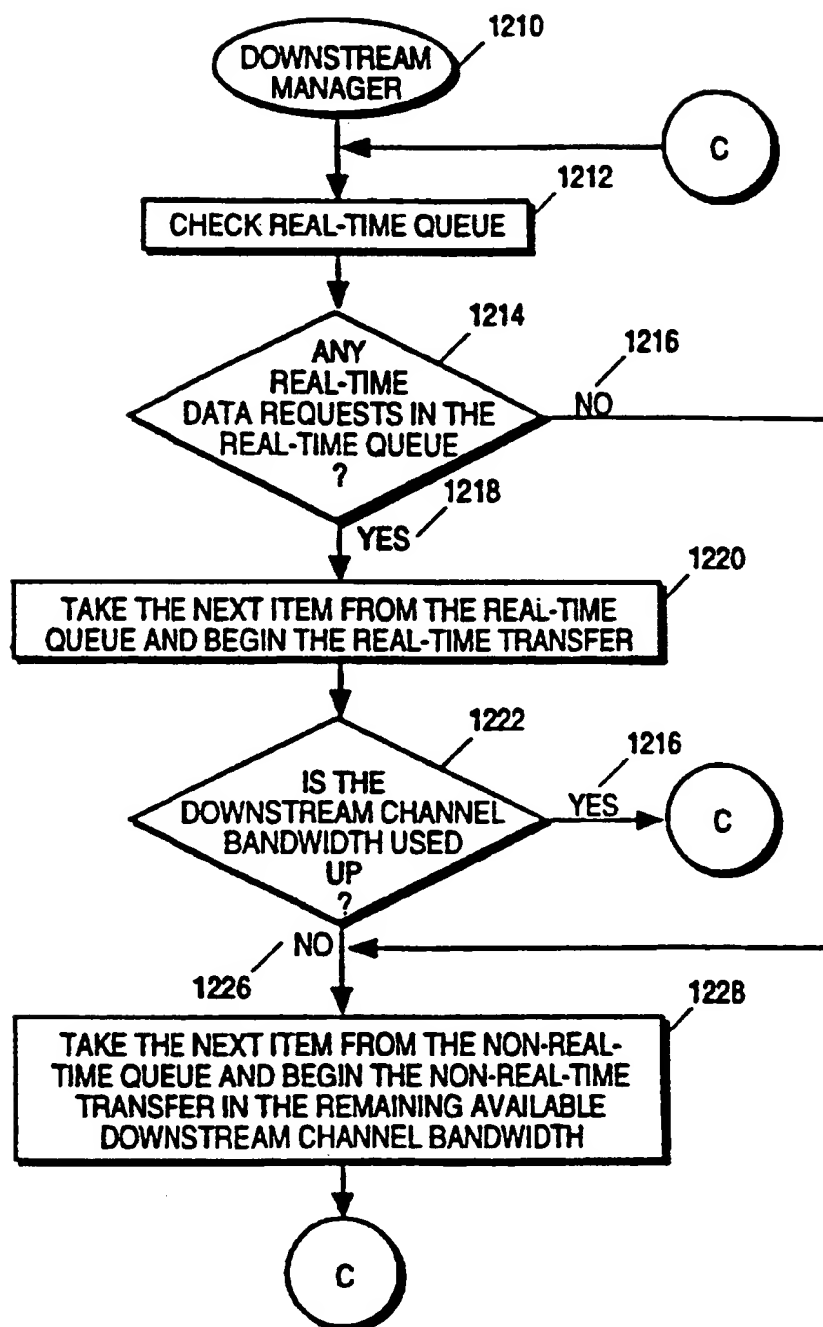 1210
DOWNSTREAM
MANAGER
C
1212
CHECK REAL-TIME QUEUE
1214
ANY
REAL-TIME
DATA REQUESTS IN THE
REAL-TIME QUEUE
?
1216
NO
1218
YES
1220
TAKE THE NEXT ITEM FROM THE REAL-TIME
QUEUE AND BEGIN THE REAL-TIME TRANSFER
1222
IS THE
DOWNSTREAM CHANNEL
BANDWIDTH USED
UP
?
1216
YES
C
NO
1226
1228
TAKE THE NEXT ITEM FROM THE NON-REAL-
TIME QUEUE AND BEGIN THE NON-REAL-TIME
TRANSFER IN THE REMAINING AVAILABLE
DOWNSTREAM CHANNEL BANDWIDTH
C